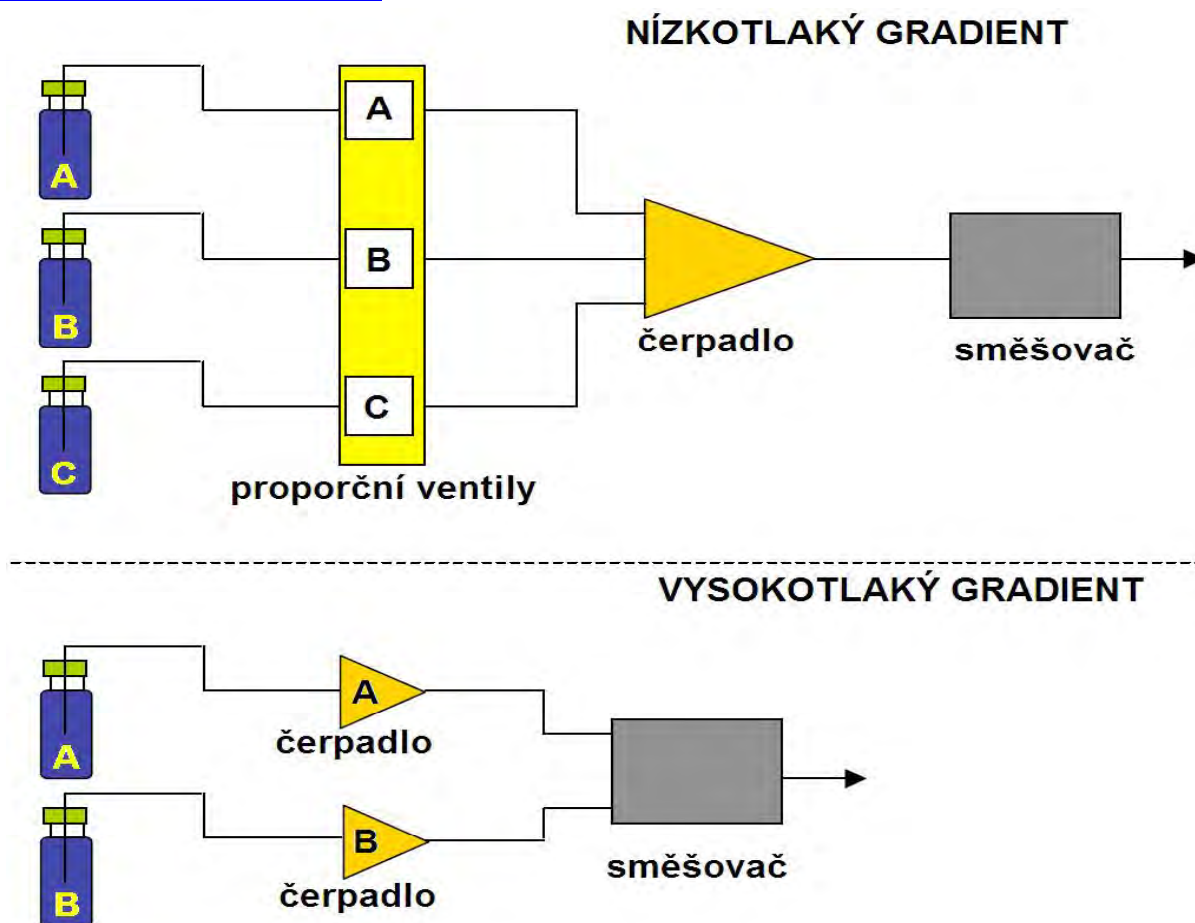 NÍZKOTLAKÝ GRADIENT
A
A
B
B
čerpadlo
směšovač
C
C
proporční ventily
VYSOKOTLAKÝ GRADIENT
A
A
čerpadlo
B
B
čerpadlo
směšovač